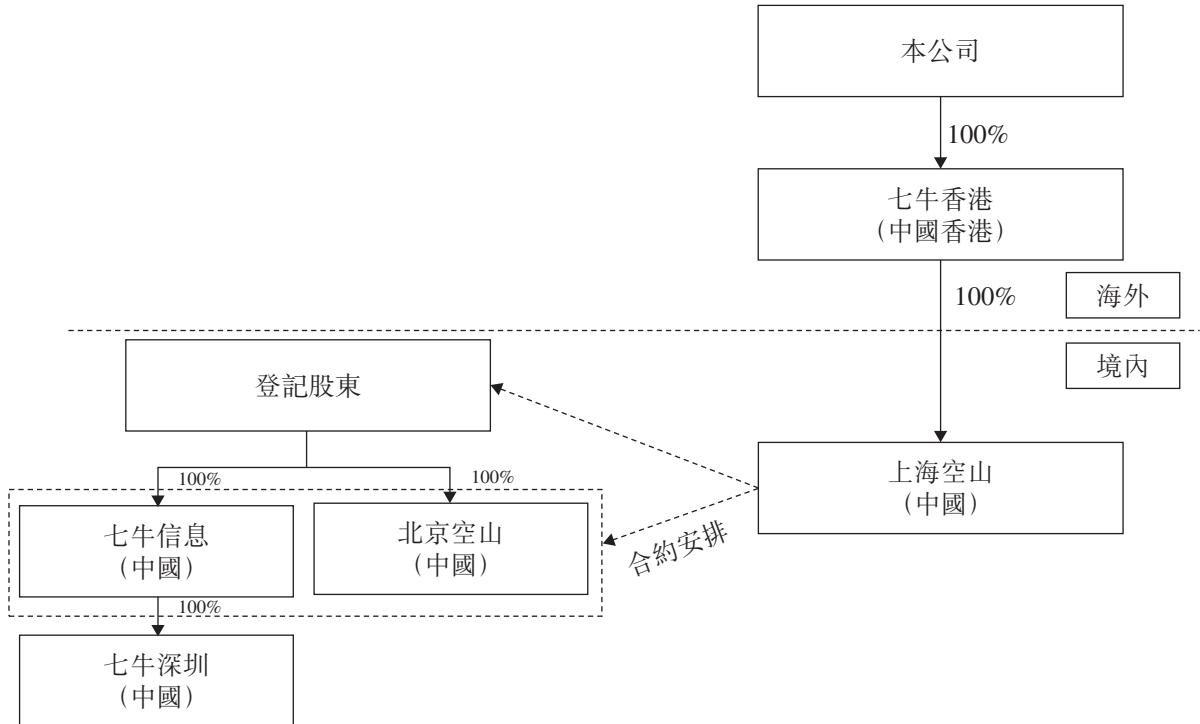 本公司
100%
七牛香港
（中國香港）
100%
海外
境內
登記股東
上海空山
（中國）
100%
100%
七牛信息
（中國）
北京空山
（中國）
合約安排
100%
七牛深圳
（中國）